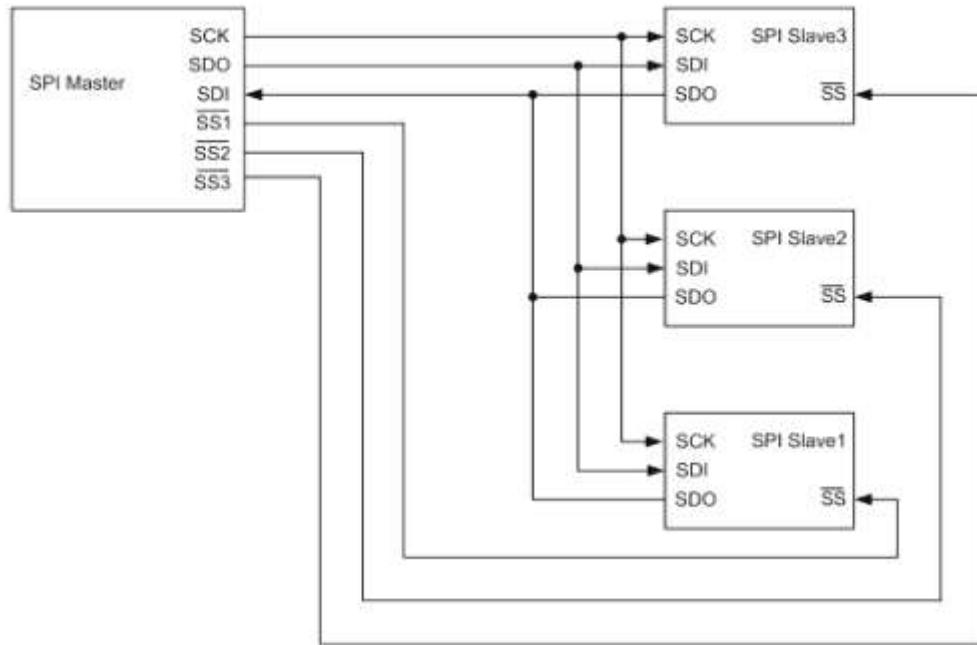 SPI Master
SCK
SDO
SDI
SS1
SS2
SS3
SCK SPI Slave3
SDI
SDO SS
SCK SPI Slave2
SDI
SDO SS
SCK SPI Slave1
SDI
SDO SS